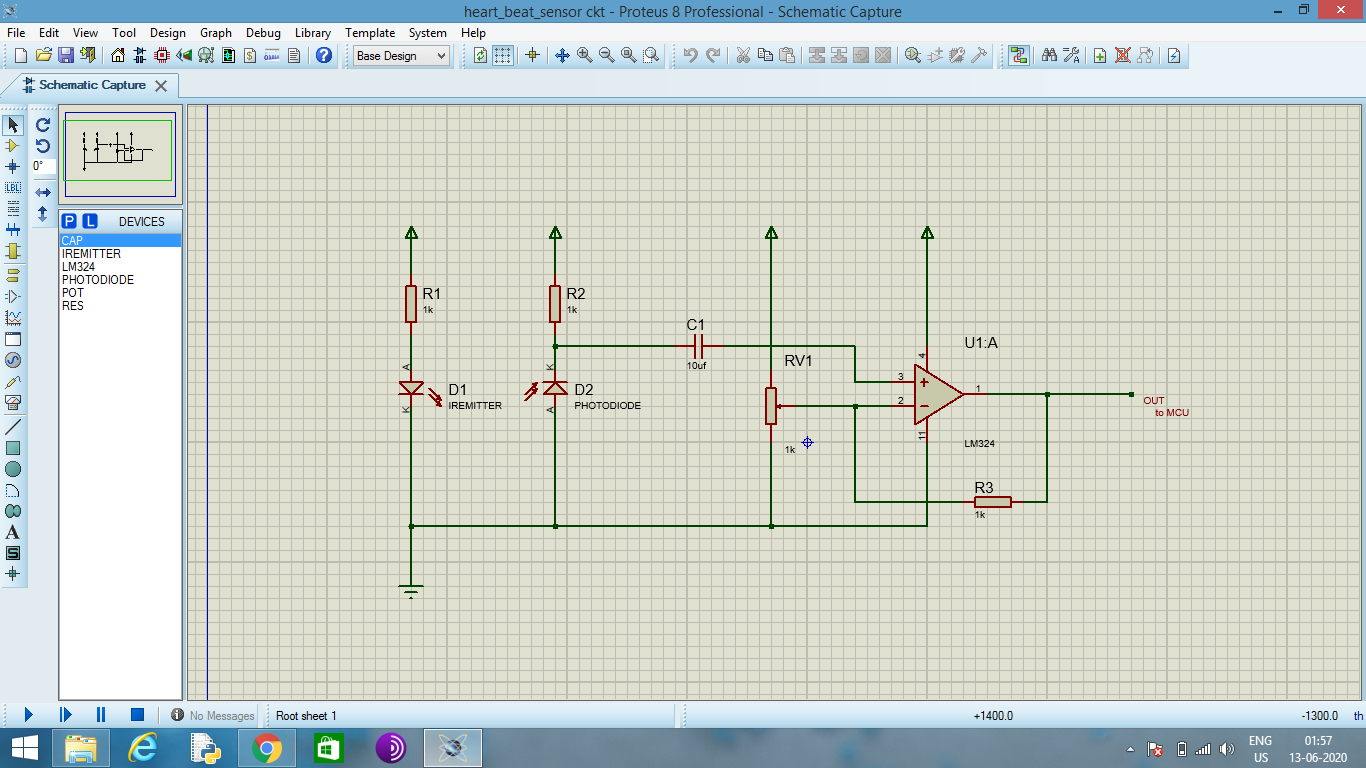 heart_beat_sensor ckt - Proteus 8 Professional - Schematic Capture
File Edit View Tool Design Graph Debug Library Template System Help
Base Design
Schematic Capture
0°
LBL
P L DEVICES
CAP
IREMITTER
LM324
PHOTODIODE
POT
RES
A
S
R1
1k
R2
1k
C1
10uf
RV1
1k
U1:A
A
K
D1
IREMITTER
K
A
D2
PHOTODIODE
4
3
2
1
11
LM324
OUT
to MCU
R3
1k
No Messages
Root sheet 1
+1400.0
-1300.0
th
ENG
US
01:57
13-06-2020